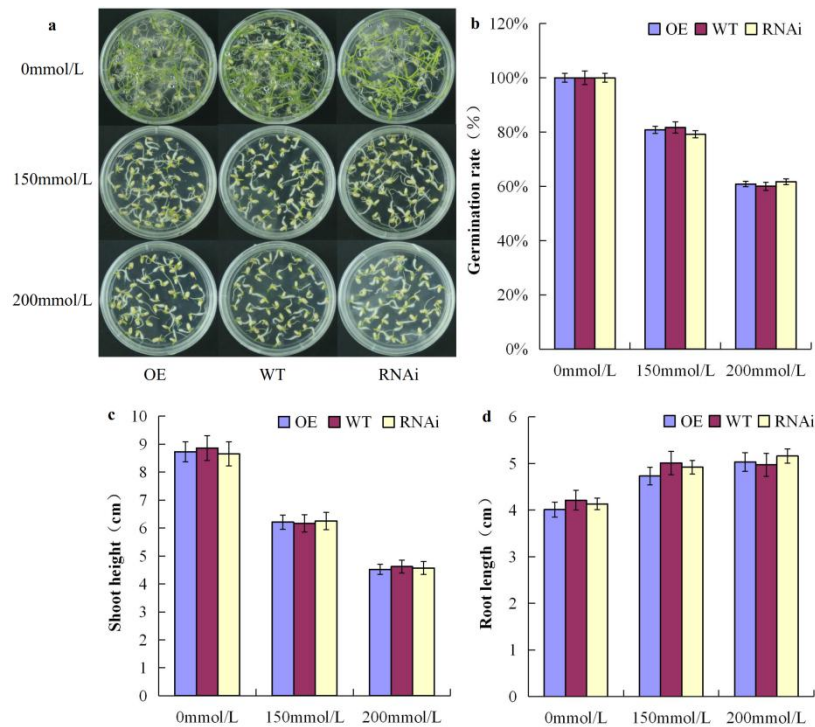 a
0mmol/L
150mmol/L
200mmol/L
OE WT RNAi
b
OE WT RNAi
Germination rate（%）
120%
100%
80%
60%
40%
20%
0%
0mmol/L 150mmol/L 200mmol/L
c
OE WT RNAi
Shoot height（cm）
10
9
8
7
6
5
4
3
2
1
0
0mmol/L 150mmol/L 200mmol/L
d
OE WT RNAi
Root length（cm）
6
5
4
3
2
1
0
0mmol/L 150mmol/L 200mmol/L